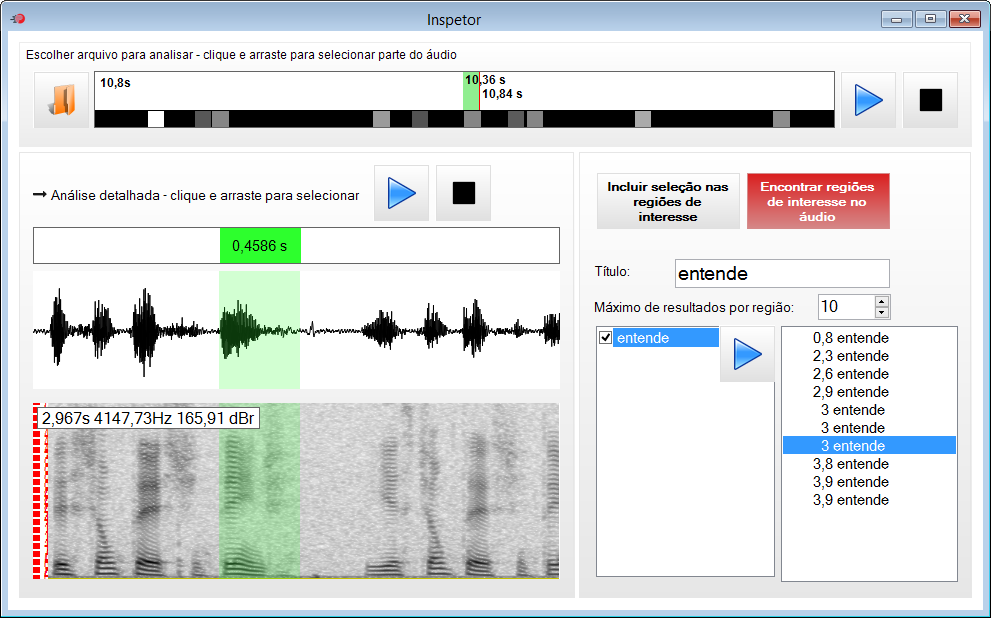 Inspetor
Escolher arquivo para analisar - clique e arraste para selecionar parte do áudio
10,8s
10,36 s
10,84 s
Análise detalhada - clique e arraste para selecionar
0,4586 s
2,967s 4147,73Hz 165,91 dBr
Incluir seleção nas
regiões de
interesse
Encontrar regiões
de interesse no
áudio
Título:
entende
Máximo de resultados por região:
10
entende
0,8 entende
2,3 entende
2,6 entende
2,9 entende
3 entende
3 entende
3 entende
3,8 entende
3,9 entende
3,9 entende